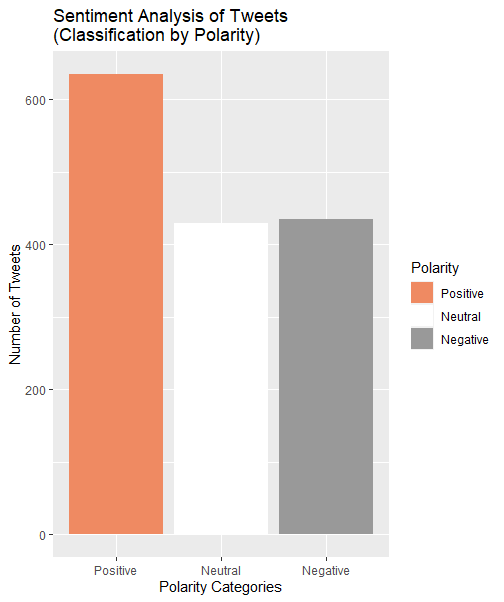 Sentiment Analysis of Tweets
(Classification by Polarity)
Number of Tweets
600
400
200
0
Positive
Neutral
Negative
Polarity Categories
Polarity
Positive
Neutral
Negative